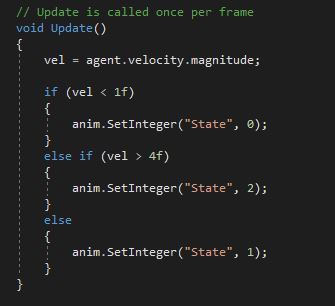 // Update is called once per frame
void Update()
{
    vel = agent.velocity.magnitude;

    if (vel < 1f)
    {
        anim.SetInteger("State", 0);
    }
    else if (vel > 4f)
    {
        anim.SetInteger("State", 2);
    }
    else
    {
        anim.SetInteger("State", 1);
    }
}